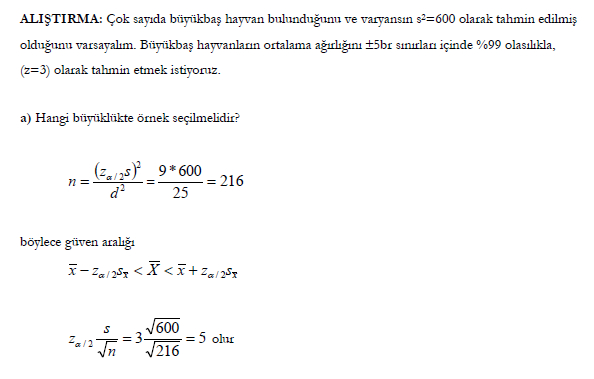 ALIŞTIRMA: Çok sayıda büyükbaş hayvan bulunduğunu ve varyansın s²=600 olarak tahmin edilmiş
olduğunu varsayalım. Büyükbaş hayvanların ortalama ağırlığını ±5br sınırları içinde %99 olasılıkla,
(z=3) olarak tahmin etmek istiyoruz.
a) Hangi büyüklükte örnek seçilmelidir?
n = (z_{α/2}s)² / d² = 9*600 / 25 = 216
böylece güven aralığı
x̄ − z_{α/2}s_{x̄} < X̄ < x̄ + z_{α/2}s_{x̄}
z_{α/2} s/√n = 3 √600/√216 = 5 olur